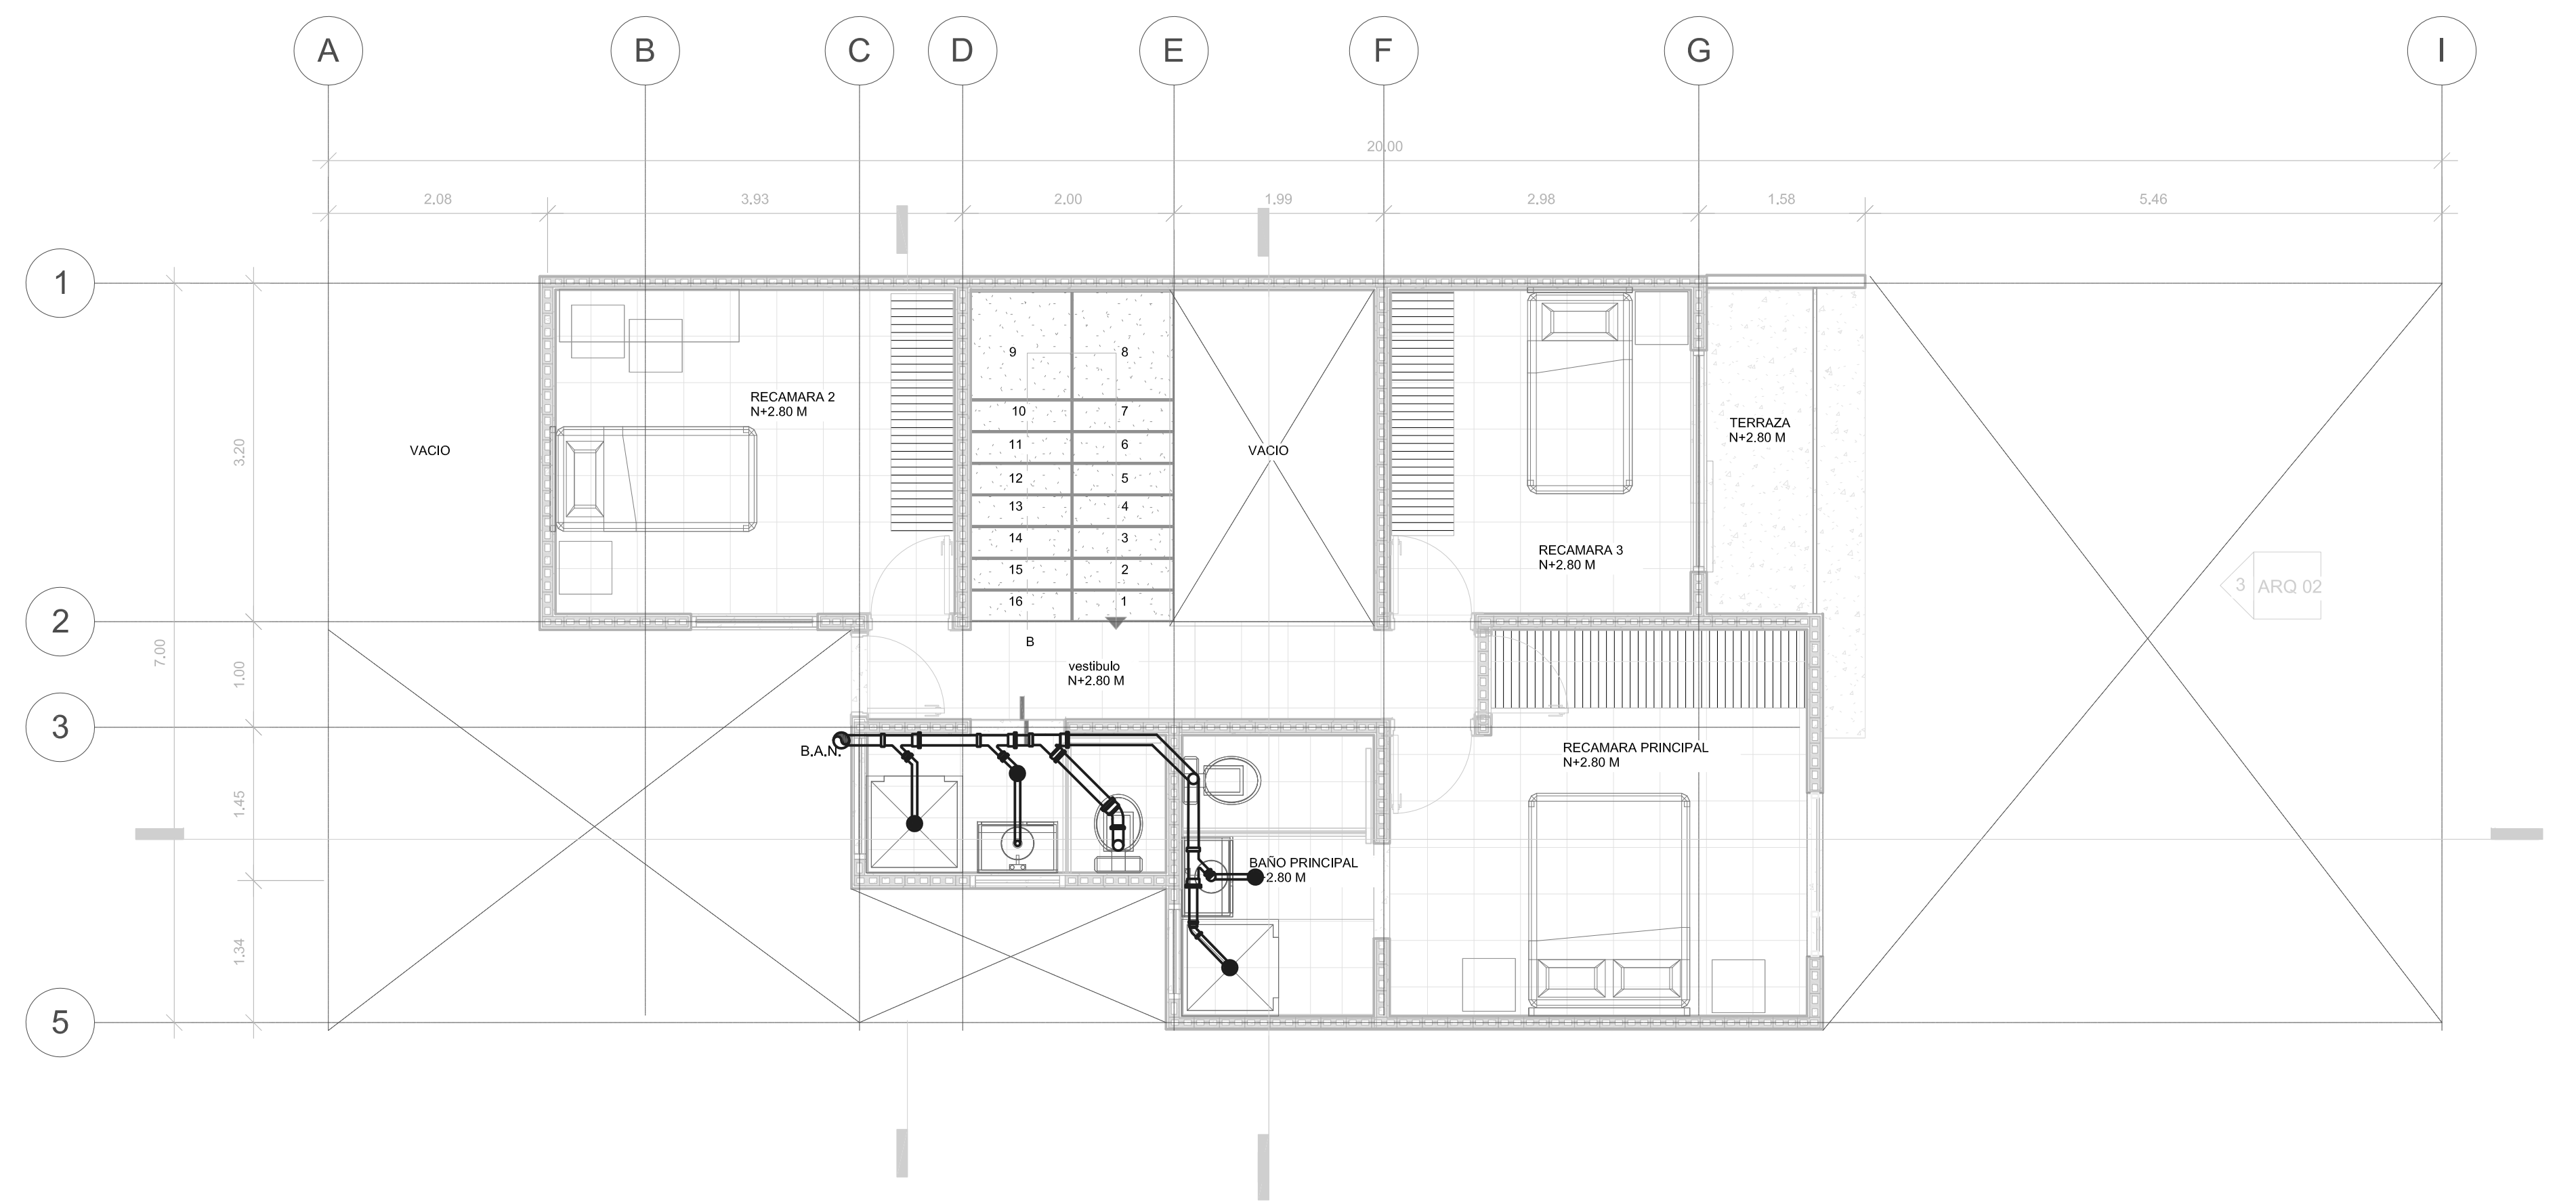 A B C D E F G I
20.00
2.08 3.93 2.00 1.99 2.98 1.58 5.46
1
2
3
5
7.00
3.20
1.00
1.45
1.34
VACIO
RECAMARA 2
N+2.80 M
9 8
10 7
11 6
12 5
13 4
14 3
15 2
16 1
B
VACIO
RECAMARA 3
N+2.80 M
TERRAZA
N+2.80 M
3 ARQ 02
vestibulo
N+2.80 M
B.A.N.
RECAMARA PRINCIPAL
N+2.80 M
BAÑO PRINCIPAL
+2.80 M